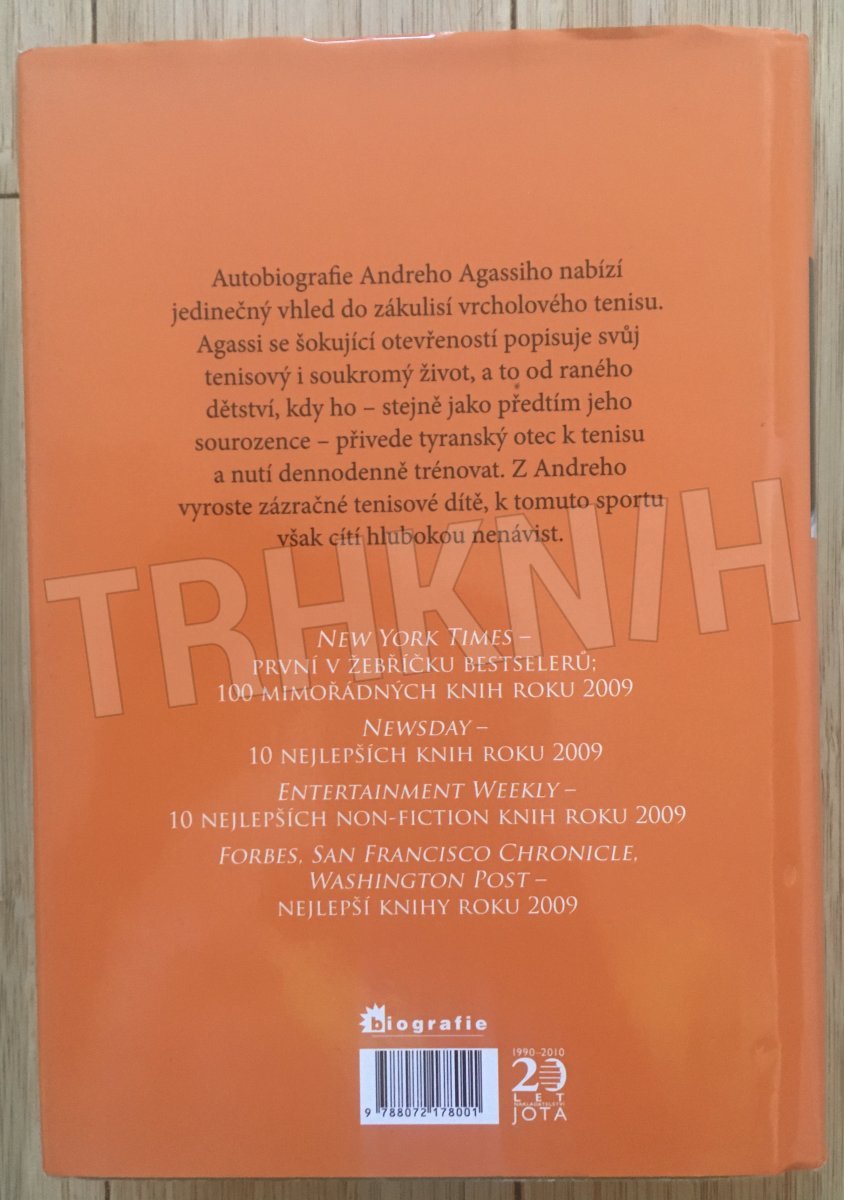 Autobiografie Andreho Agassiho nabízí
jedinečný vhled do zákulisí vrcholového tenisu.
Agassi se šokující otevřeností popisuje svůj
tenisový i soukromý život, a to od raného
dětství, kdy ho – stejně jako předtím jeho
sourozence – přivede tyranský otec k tenisu
a nutí dennodenně trénovat. Z Andreho
vyroste zázračné tenisové dítě, k tomuto sportu
však cítí hlubokou nenávist.
TRHKNIH
NEW YORK TIMES –
PRVNÍ V ŽEBŘÍČKU BESTSELERŮ;
100 MIMOŘÁDNÝCH KNIH ROKU 2009
NEWSDAY –
10 NEJLEPŠÍCH KNIH ROKU 2009
ENTERTAINMENT WEEKLY –
10 NEJLEPŠÍCH NON-FICTION KNIH ROKU 2009
FORBES, SAN FRANCISCO CHRONICLE,
WASHINGTON POST –
NEJLEPŠÍ KNIHY ROKU 2009
biografie
9 788072 178001
1990–2010
20
LET
NAKLADATELSTVÍ
JOTA